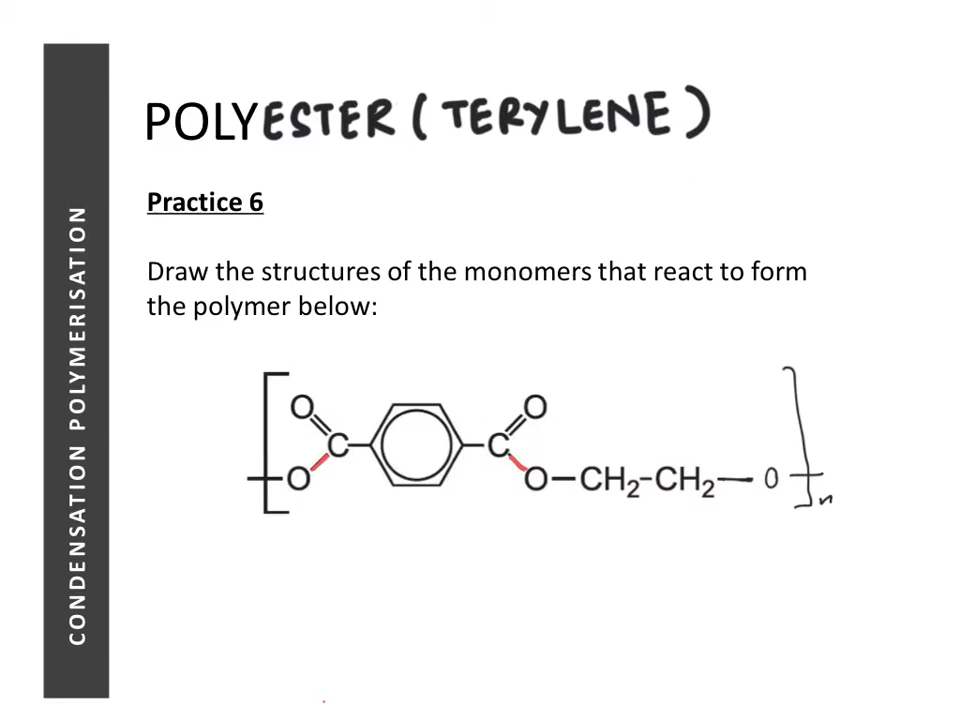 CONDENSATION POLYMERISATION
POLYESTER (TERYLENE)
Practice 6
Draw the structures of the monomers that react to form
the polymer below:
O O
C C
O O-CH2-CH2-O n